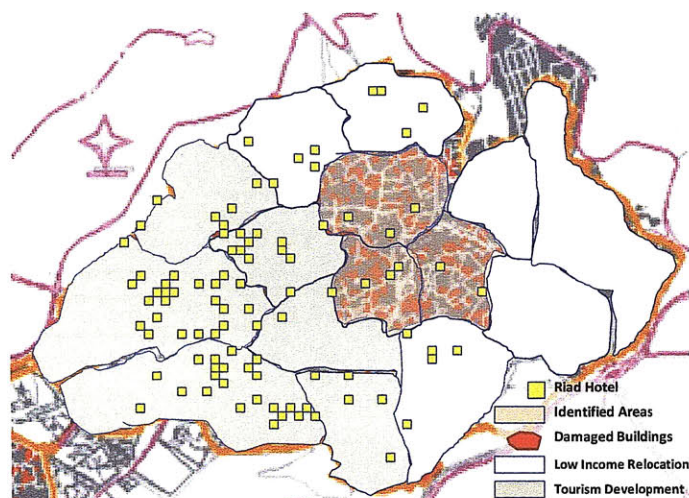 Riad Hotel
Identified Areas
Damaged Buildings
Low Income Relocation
Tourism Development